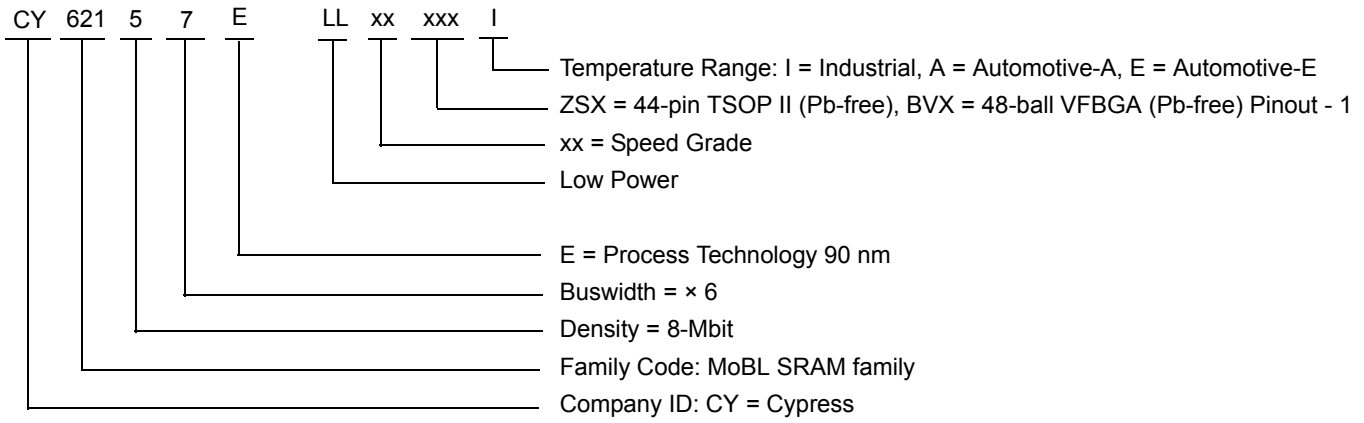 CY 621 5 7 E LL xx xxx I
Temperature Range: I = Industrial, A = Automotive-A, E = Automotive-E
ZSX = 44-pin TSOP II (Pb-free), BVX = 48-ball VFBGA (Pb-free) Pinout - 1
xx = Speed Grade
Low Power
E = Process Technology 90 nm
Buswidth = × 6
Density = 8-Mbit
Family Code: MoBL SRAM family
Company ID: CY = Cypress